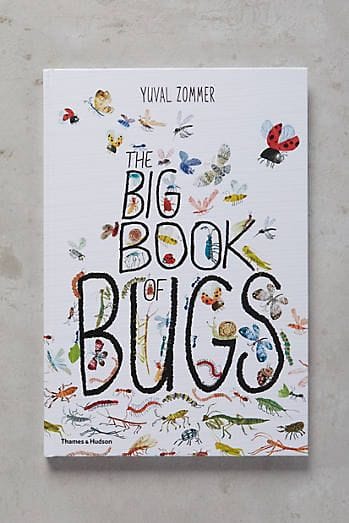 YUVAL ZOMMER
THE
BIG
BOOK
OF
BUGS
Thames & Hudson